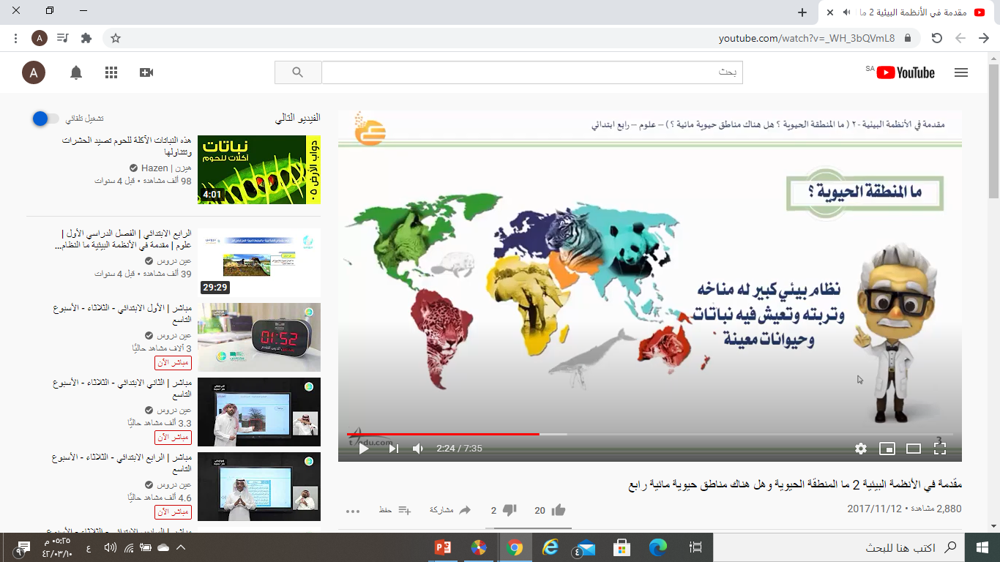 مقدمة في الأنظمة البيئية 2 ما
youtube.com/watch?v=_WH_3bQVmL8
A
YouTube SA
بحث
A
مقدمة في الأنظمة البيئية -٢ ( ما المنطقة الحيوية ؟ هل هناك مناطق حيوية مائية ؟ ) – علوم – رابع ابتدائي
ما المنطقة الحيوية ؟
نظام بيئي كبير له مناخه
وتربته وتعيش فيه نباتات
وحيوانات معينة
3
2:24 / 7:35
مقدمة في الأنظمة البيئية 2 ما المنطقة الحيوية وهل هناك مناطق حيوية مائية رابع
2,880 مشاهدة • 2017/11/12
20
2
مشاركة
حفظ
الفيديو التالي
تشغيل تلقائي
نباتات
آكلات للحوم
دواب الأرض ٠٥
4:01
هذه النباتات الآكلة للحوم تصيد الحشرات
وتتناولها
هيزن | Hazen
98 ألف مشاهدة • قبل 4 سنوات
29:29
الرابع الابتدائي | الفصل الدراسي الأول |
علوم | مقدمة في الأنظمة البيئية ما النظام...
عين دروس
39 ألف مشاهدة • قبل 4 سنوات
01:52
مباشر | الأول الابتدائي - الثلاثاء - الأسبوع
التاسع
عين دروس
3 آلاف مشاهد حاليًّا
مباشر الآن
مباشر | الثاني الابتدائي - الثلاثاء - الأسبوع
التاسع
عين دروس
3.3 ألف مشاهد حاليًّا
مباشر الآن
مباشر | الرابع الابتدائي - الثلاثاء - الأسبوع
التاسع
عين دروس
4.6 ألف مشاهد حاليًّا
مباشر الآن
مباشر | السادس الابتدائي - الثلاثاء - الأسبوع
اكتب هنا للبحث
٤
ع
٠٥:٢٥ م
٤٢/٠٣/١٠
٩